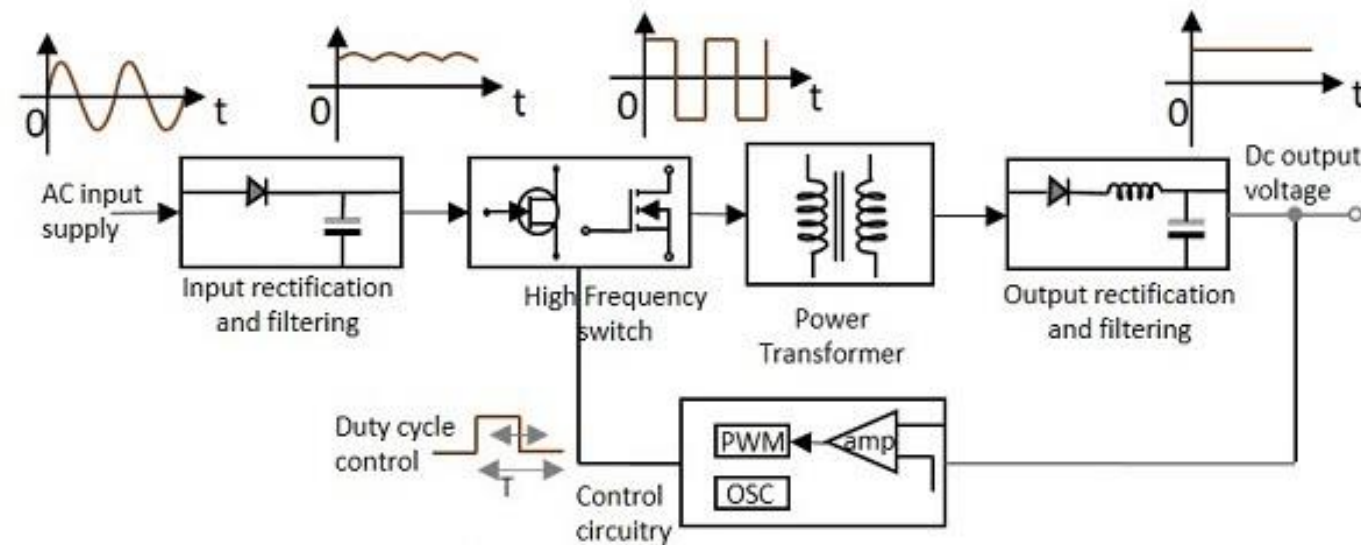 0
t
0
t
0
t
0
t
AC input
supply
Dc output
voltage
Input rectification
and filtering
High Frequency
switch
Power
Transformer
Output rectification
and filtering
Duty cycle
control
T
Control
circuitry
PWM
amp
OSC